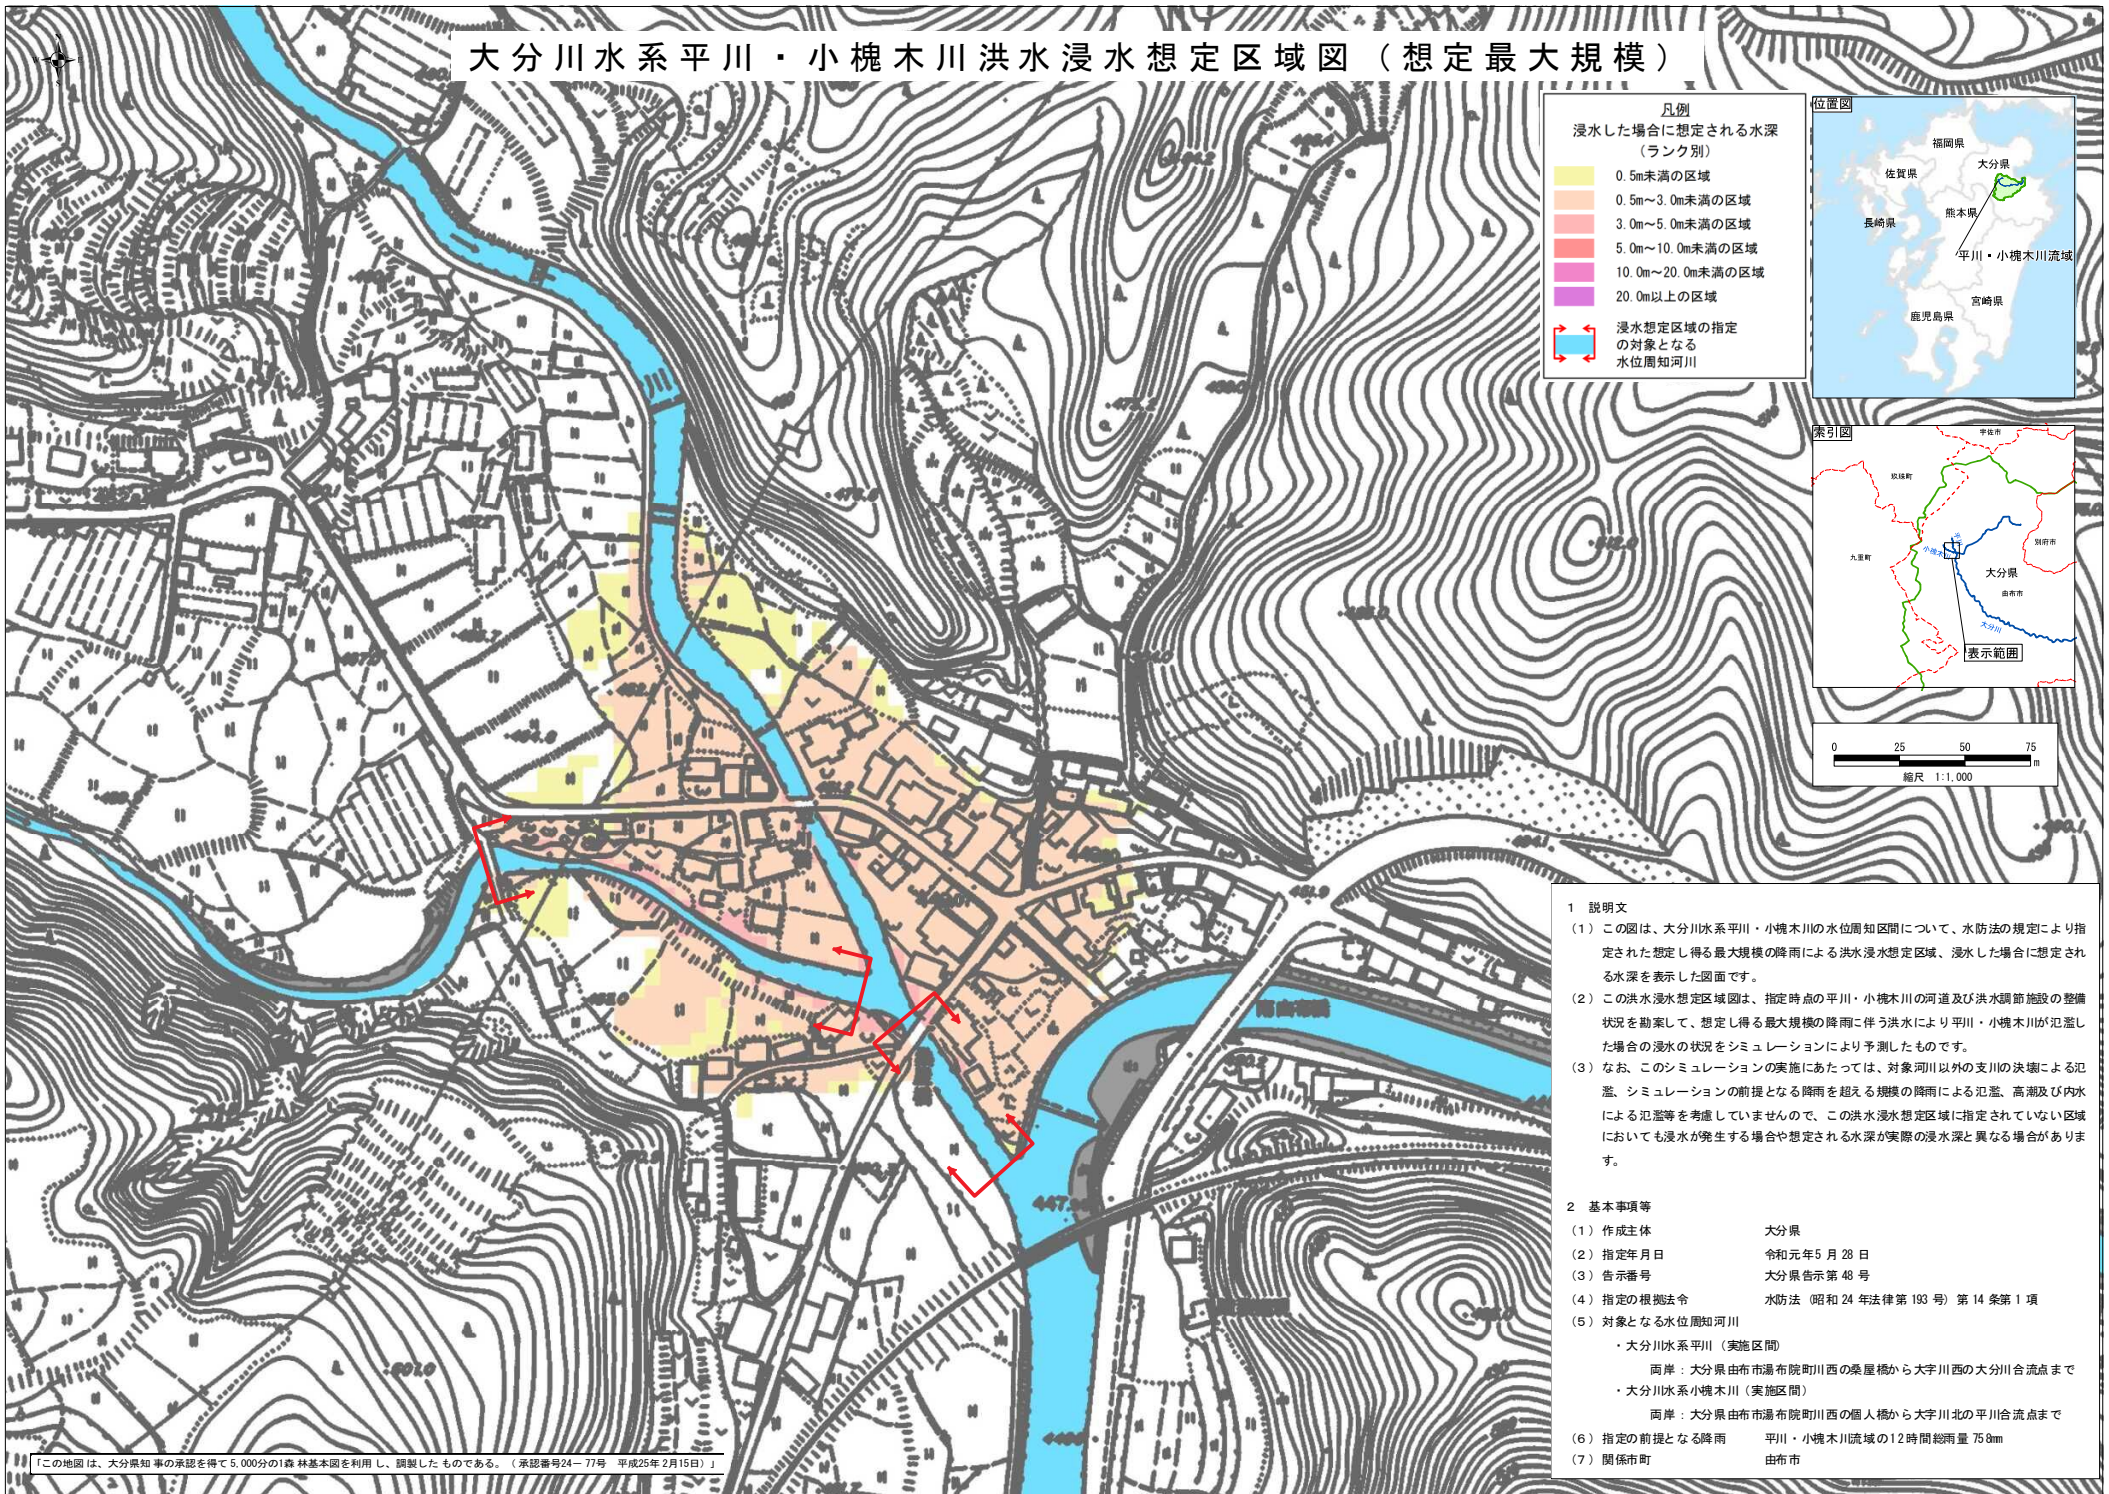 大分川水系平川・小槐木川洪水浸水想定区域図（想定最大規模）
凡例
浸水した場合に想定される水深
（ランク別）
0.5m未満の区域
0.5m～3.0m未満の区域
3.0m～5.0m未満の区域
5.0m～10.0m未満の区域
10.0m～20.0m未満の区域
20.0m以上の区域
浸水想定区域の指定
の対象となる
水位周知河川
位置図
福岡県
大分県
佐賀県
熊本県
長崎県
平川・小槐木川流域
宮崎県
鹿児島県
索引図
宇佐市
玖珠町
別府市
九重町
小槐木川
大分県
由布市
大分川
表示範囲
0 25 50 75
m
縮尺 1:1,000
1 説明文
（1）この図は、大分川水系平川・小槐木川の水位周知区間について、水防法の規定により指
定された想定し得る最大規模の降雨による洪水浸水想定区域、浸水した場合に想定され
る水深を表示した図面です。
（2）この洪水浸水想定区域図は、指定時点の平川・小槐木川の河道及び洪水調節施設の整備
状況を勘案して、想定し得る最大規模の降雨に伴う洪水により平川・小槐木川が氾濫し
た場合の浸水の状況をシミュレーションにより予測したものです。
（3）なお、このシミュレーションの実施にあたっては、対象河川以外の支川の決壊による氾
濫、シミュレーションの前提となる降雨を超える規模の降雨による氾濫、高潮及び内水
による氾濫等を考慮していませんので、この洪水浸水想定区域に指定されていない区域
においても浸水が発生する場合や想定される水深が実際の浸水深と異なる場合がありま
す。
2 基本事項等
（1）作成主体 大分県
（2）指定年月日 令和元年5月28日
（3）告示番号 大分県告示第48号
（4）指定の根拠法令 水防法（昭和24年法律第193号）第14条第1項
（5）対象となる水位周知河川
・大分川水系平川（実施区間）
両岸：大分県由布市湯布院町川西の桑屋橋から大字川西の大分川合流点まで
・大分川水系小槐木川（実施区間）
両岸：大分県由布市湯布院町川西の個人橋から大字川北の平川合流点まで
（6）指定の前提となる降雨 平川・小槐木川流域の12時間総雨量758mm
（7）関係市町 由布市
「この地図は、大分県知事の承認を得て5,000分の1森林基本図を利用し、調製したものである。（承認番号24－77号 平成25年2月15日）」